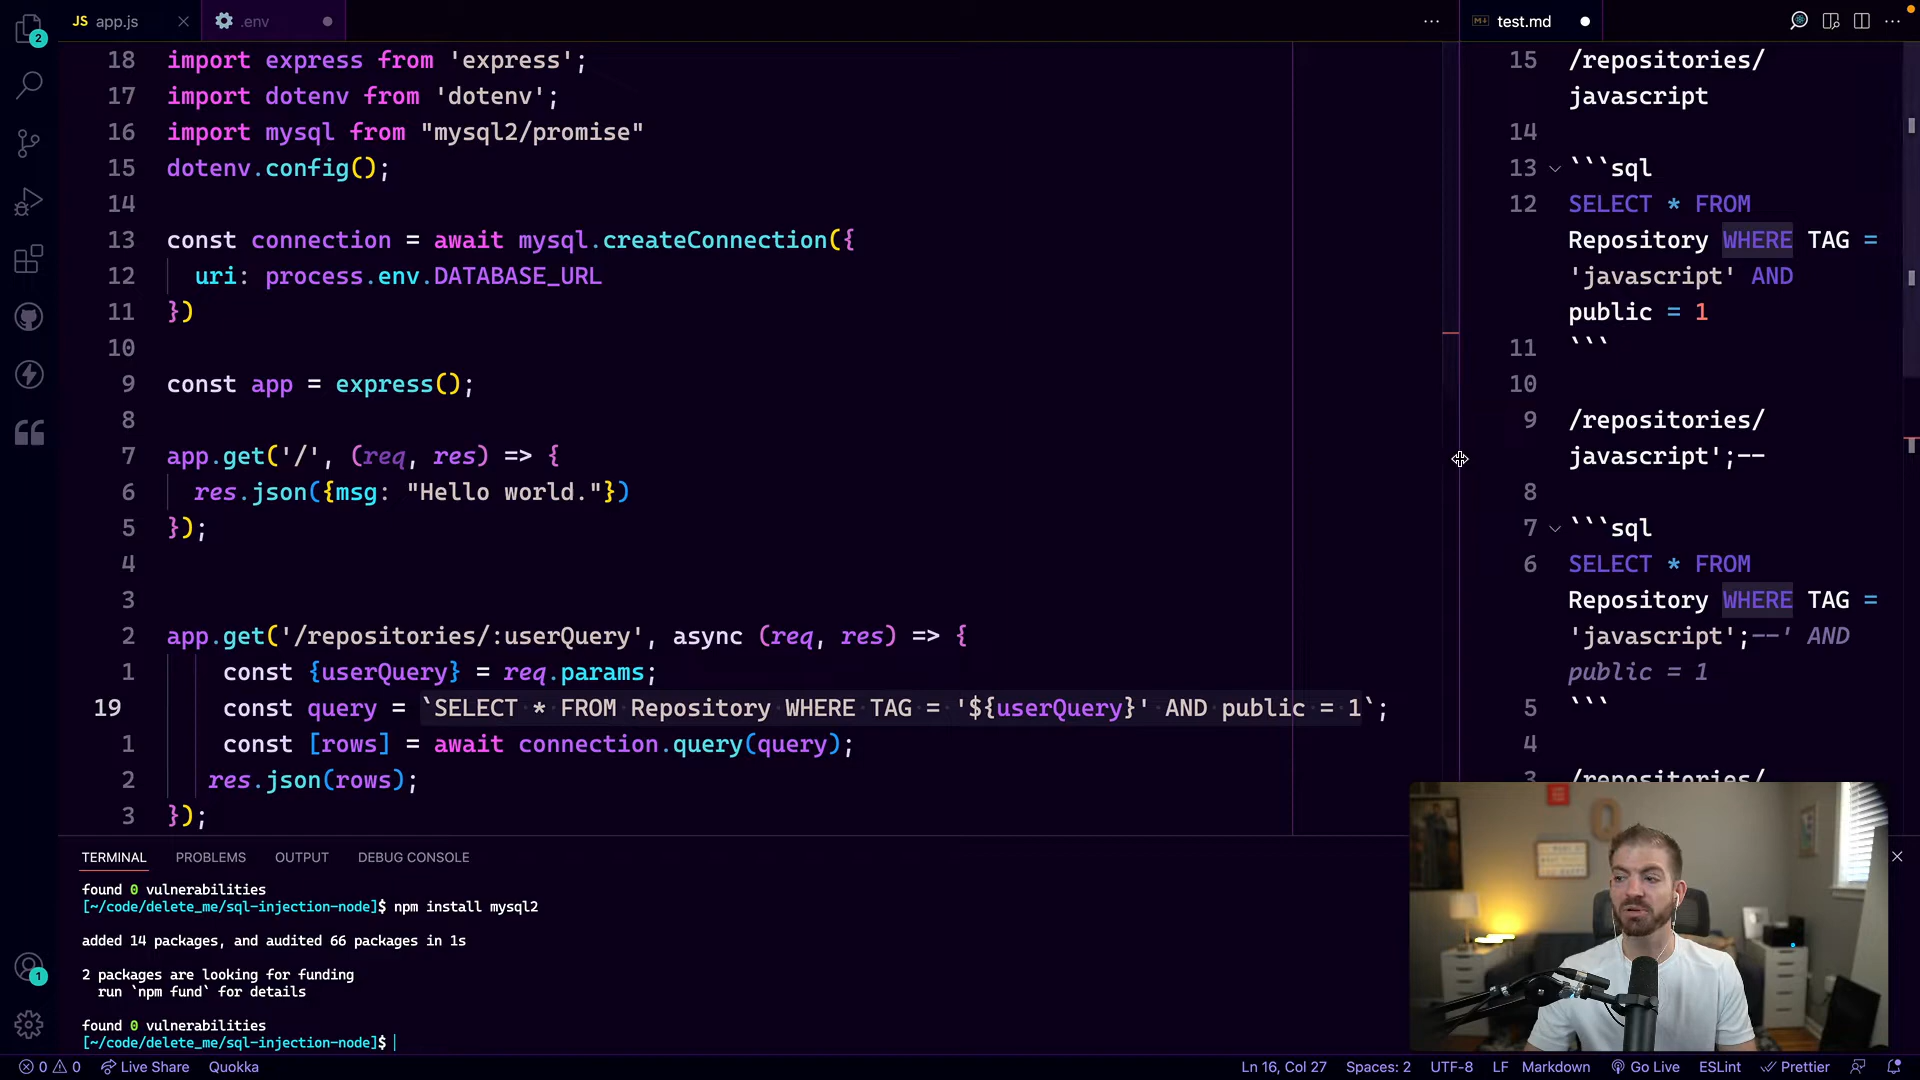 JS app.js
.env
test.md
2
18 import express from 'express';
17 import dotenv from 'dotenv';
16 import mysql from "mysql2/promise"
15 dotenv.config();
14
13 const connection = await mysql.createConnection({
12 uri: process.env.DATABASE_URL
11 })
10
9 const app = express();
8
7 app.get('/', (req, res) => {
6 res.json({msg: "Hello world."})
5 });
4
3
2 app.get('/repositories/:userQuery', async (req, res) => {
1 const {userQuery} = req.params;
19 const query = `SELECT * FROM Repository WHERE TAG = '${userQuery}' AND public = 1`;
1 const [rows] = await connection.query(query);
2 res.json(rows);
3 });
15 /repositories/
javascript
14
13 ```sql
12 SELECT * FROM
Repository WHERE TAG =
'javascript' AND
public = 1
11 ```
10
9 /repositories/
javascript';--
8
7 ```sql
6 SELECT * FROM
Repository WHERE TAG =
'javascript';--' AND
public = 1
5 ```
4
3 /repositories/
TERMINAL PROBLEMS OUTPUT DEBUG CONSOLE
found 0 vulnerabilities
[~/code/delete_me/sql-injection-node]$ npm install mysql2
added 14 packages, and audited 66 packages in 1s
2 packages are looking for funding
run `npm fund` for details
found 0 vulnerabilities
[~/code/delete_me/sql-injection-node]$
1
0 0 Live Share Quokka
Ln 16, Col 27 Spaces: 2 UTF-8 LF Markdown Go Live ESLint Prettier